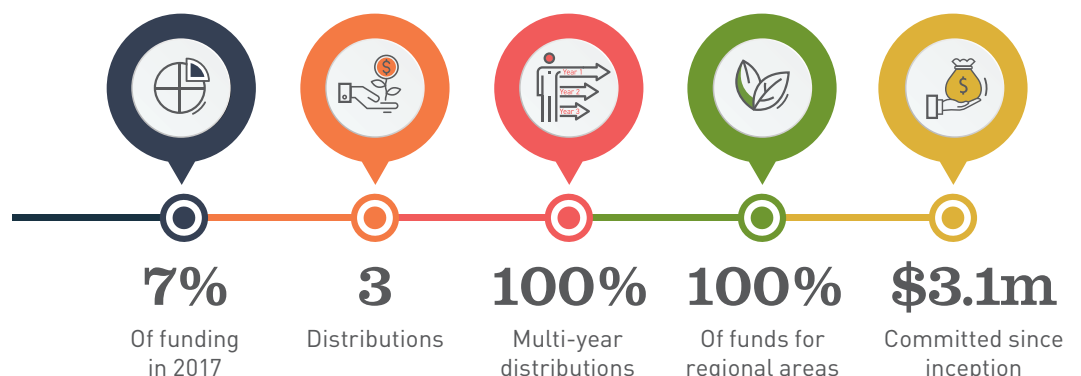 $
Year 1
Year 2
Year 3
$
7%
Of funding
in 2017
3
Distributions
100%
Multi-year
distributions
100%
Of funds for
regional areas
$3.1m
Committed since
inception